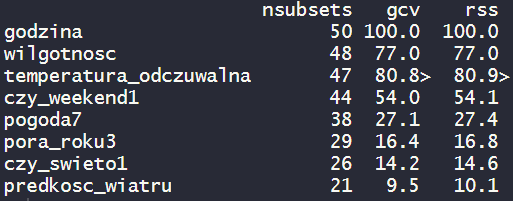 nsubsets gcv rss
godzina 50 100.0 100.0
wilgotnosc 48 77.0 77.0
temperatura_odczuwalna 47 80.8> 80.9>
czy_weekend1 44 54.0 54.1
pogoda7 38 27.1 27.4
pora_roku3 29 16.4 16.8
czy_swieto1 26 14.2 14.6
predkosc_wiatru 21 9.5 10.1